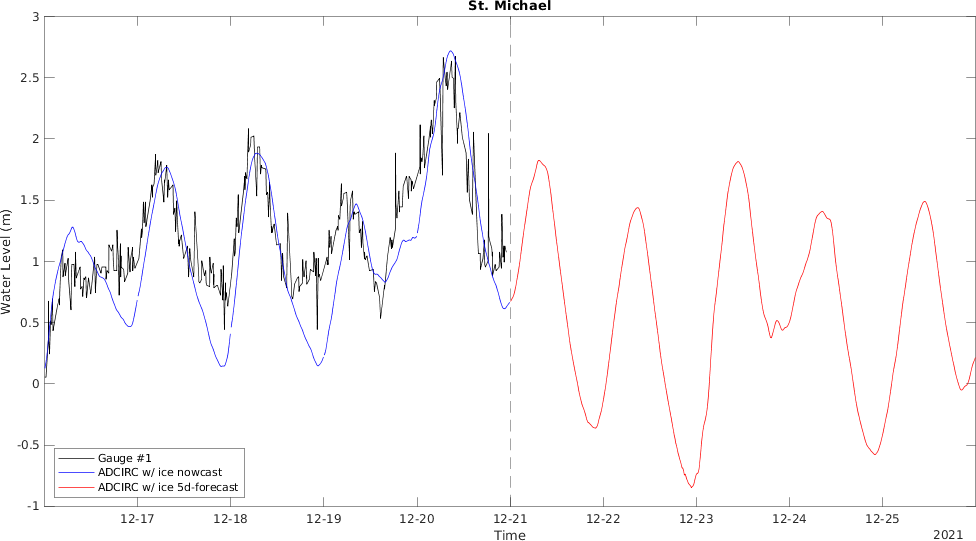 St. Michael
3
2.5
2
1.5
1
0.5
0
-0.5
-1
Water Level (m)
Gauge #1
ADCIRC w/ ice nowcast
ADCIRC w/ ice 5d-forecast
12-17 12-18 12-19 12-20 12-21 12-22 12-23 12-24 12-25
Time
2021